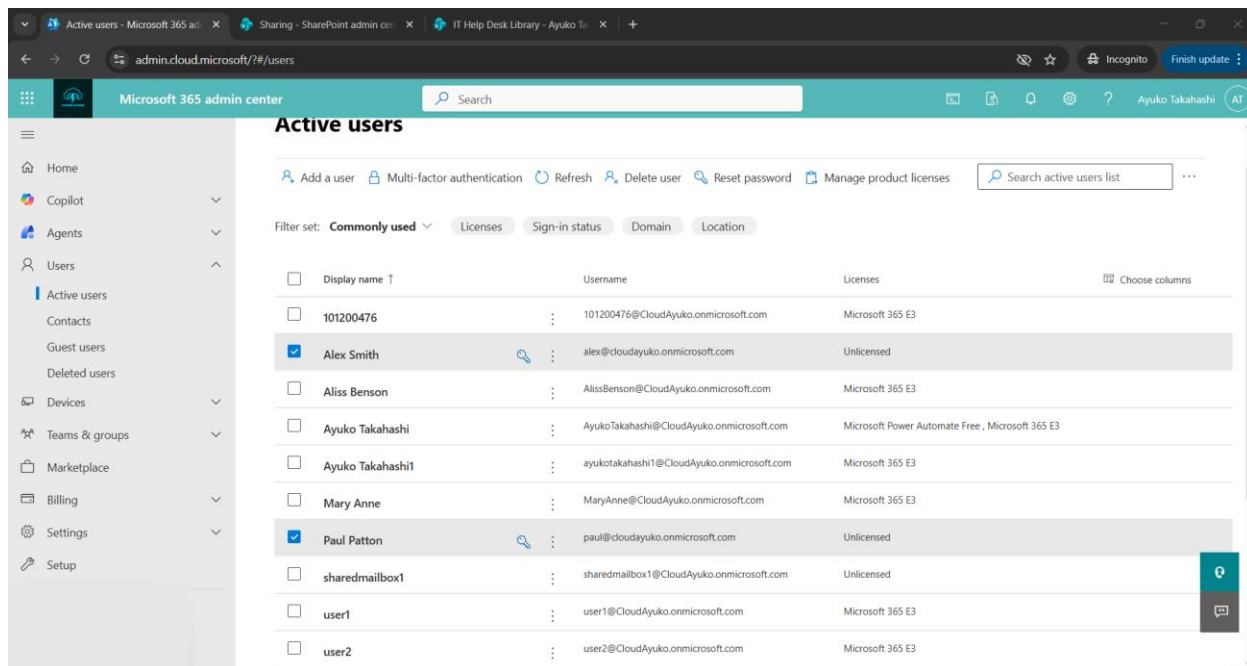 Active users - Microsoft 365 ad
Sharing - SharePoint admin cen
IT Help Desk Library - Ayuko Ta
admin.cloud.microsoft/?#/users
Incognito
Finish update
Microsoft 365 admin center
Search
Ayuko Takahashi
AT
Active users
Home
Copilot
Agents
Users
Active users
Contacts
Guest users
Deleted users
Devices
Teams & groups
Marketplace
Billing
Settings
Setup
Add a user Multi-factor authentication Refresh Delete user Reset password Manage product licenses Search active users list
Filter set: Commonly used Licenses Sign-in status Domain Location
Display name ↑ Username Licenses Choose columns
101200476 101200476@CloudAyuko.onmicrosoft.com Microsoft 365 E3
Alex Smith alex@cloudayuko.onmicrosoft.com Unlicensed
Aliss Benson AlissBenson@CloudAyuko.onmicrosoft.com Microsoft 365 E3
Ayuko Takahashi AyukoTakahashi@CloudAyuko.onmicrosoft.com Microsoft Power Automate Free , Microsoft 365 E3
Ayuko Takahashi1 ayukotakahashi1@CloudAyuko.onmicrosoft.com Microsoft 365 E3
Mary Anne MaryAnne@CloudAyuko.onmicrosoft.com Microsoft 365 E3
Paul Patton paul@cloudayuko.onmicrosoft.com Unlicensed
sharedmailbox1 sharedmailbox1@CloudAyuko.onmicrosoft.com Unlicensed
user1 user1@CloudAyuko.onmicrosoft.com Microsoft 365 E3
user2 user2@CloudAyuko.onmicrosoft.com Microsoft 365 E3